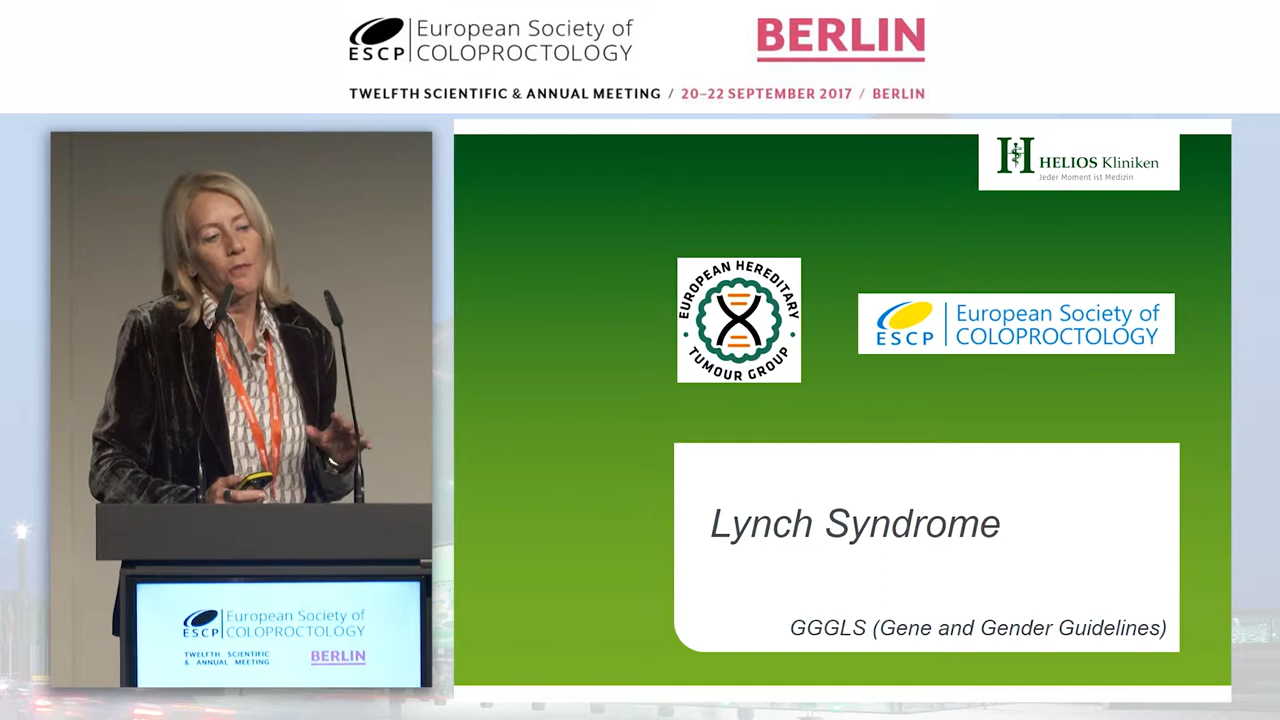 ESCP
European Society of
COLOPROCTOLOGY
BERLIN
TWELFTH SCIENTIFIC & ANNUAL MEETING / 20–22 SEPTEMBER 2017 / BERLIN
H HELIOS Kliniken
Jeder Moment ist Medizin
EUROPEAN HEREDITARY
• TUMOUR GROUP •
ESCP
European Society of
COLOPROCTOLOGY
Lynch Syndrome
GGGLS (Gene and Gender Guidelines)
ESCP
European Society of
COLOPROCTOLOGY
TWELFTH SCIENTIFIC
& ANNUAL MEETING
BERLIN